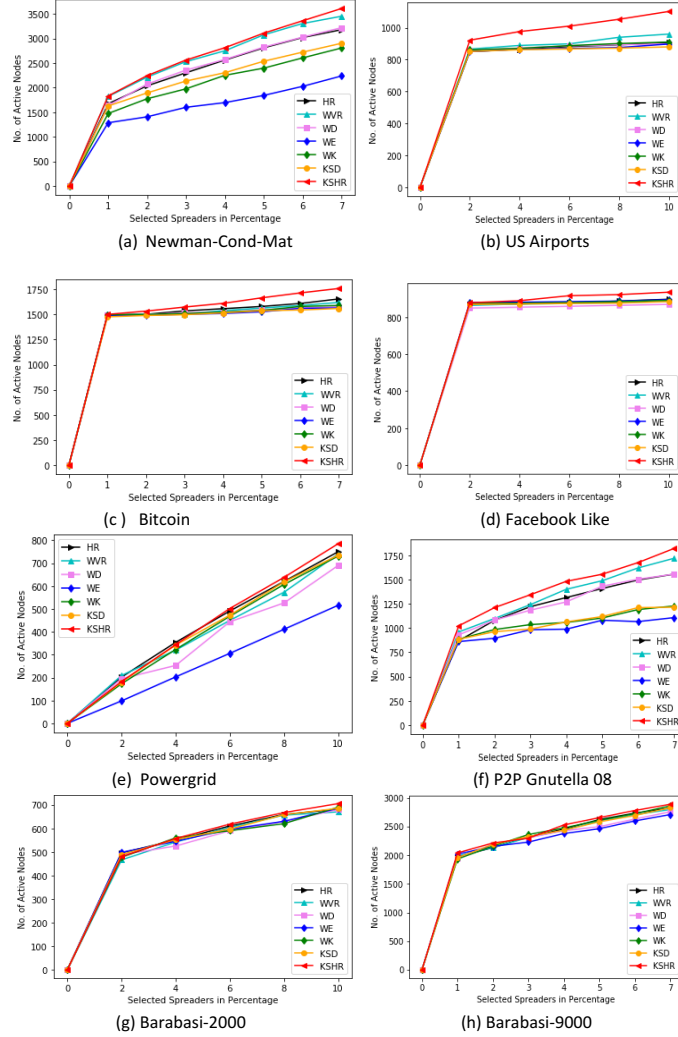 3500
3000
2500
2000
1500
1000
500
0
No. of Active Nodes
HR
WVR
WD
WE
WK
KSD
KSHR
0 1 2 3 4 5 6 7
Selected Spreaders in Percentage
(a) Newman-Cond-Mat
1000
800
600
400
200
0
No. of Active Nodes
HR
WVR
WD
WE
WK
KSD
KSHR
0 2 4 6 8 10
Selected Spreaders in Percentage
(b) US Airports
1750
1500
1250
1000
750
500
250
0
No. of Active Nodes
HR
WVR
WD
WE
WK
KSD
KSHR
0 1 2 3 4 5 6 7
Selected Spreaders in Percentage
(c ) Bitcoin
800
600
400
200
0
No. of Active Nodes
HR
WVR
WD
WE
WK
KSD
KSHR
0 2 4 6 8 10
Selected Spreaders in Percentage
(d) Facebook Like
800
700
600
500
400
300
200
100
0
No. of Active Nodes
HR
WVR
WD
WE
WK
KSD
KSHR
0 2 4 6 8 10
Selected Spreaders in Percentage
(e) Powergrid
1750
1500
1250
1000
750
500
250
0
No. of Active Nodes
HR
WVR
WD
WE
WK
KSD
KSHR
0 1 2 3 4 5 6 7
Selected Spreaders in Percentage
(f) P2P Gnutella 08
700
600
500
400
300
200
100
0
No. of Active Nodes
HR
WVR
WD
WE
WK
KSD
KSHR
0 2 4 6 8 10
Selected Spreaders in Percentage
(g) Barabasi-2000
3000
2500
2000
1500
1000
500
0
No. of Active Nodes
HR
WVR
WD
WE
WK
KSD
KSHR
0 1 2 3 4 5 6 7
Selected Spreaders in Percentage
(h) Barabasi-9000